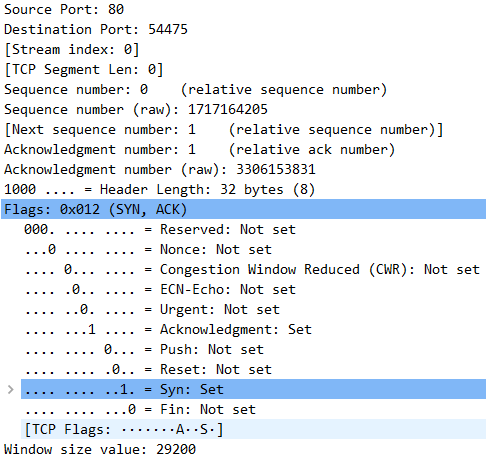 Source Port: 80
Destination Port: 54475
[Stream index: 0]
[TCP Segment Len: 0]
Sequence number: 0    (relative sequence number)
Sequence number (raw): 1717164205
[Next sequence number: 1    (relative sequence number)]
Acknowledgment number: 1    (relative ack number)
Acknowledgment number (raw): 3306153831
1000 .... = Header Length: 32 bytes (8)
Flags: 0x012 (SYN, ACK)
000. .... .... = Reserved: Not set
...0 .... .... = Nonce: Not set
.... 0... .... = Congestion Window Reduced (CWR): Not set
.... .0.. .... = ECN-Echo: Not set
.... ..0. .... = Urgent: Not set
.... ...1 .... = Acknowledgment: Set
.... .... 0... = Push: Not set
.... .... .0.. = Reset: Not set
.... .... ..1. = Syn: Set
.... .... ...0 = Fin: Not set
[TCP Flags: ·······A··S·]
Window size value: 29200